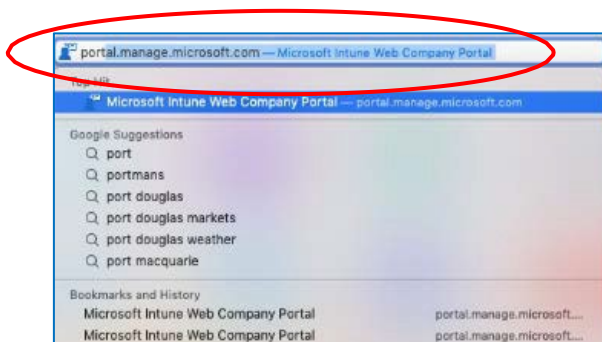 portal.manage.microsoft.com — Microsoft Intune Web Company Portal
Top Hit
Microsoft Intune Web Company Portal — portal.manage.microsoft.com
Google Suggestions
port
portmans
port douglas
port douglas markets
port douglas weather
port macquarie
Bookmarks and History
Microsoft Intune Web Company Portal portal.manage.microsoft....
Microsoft Intune Web Company Portal portal.manage.microsoft....